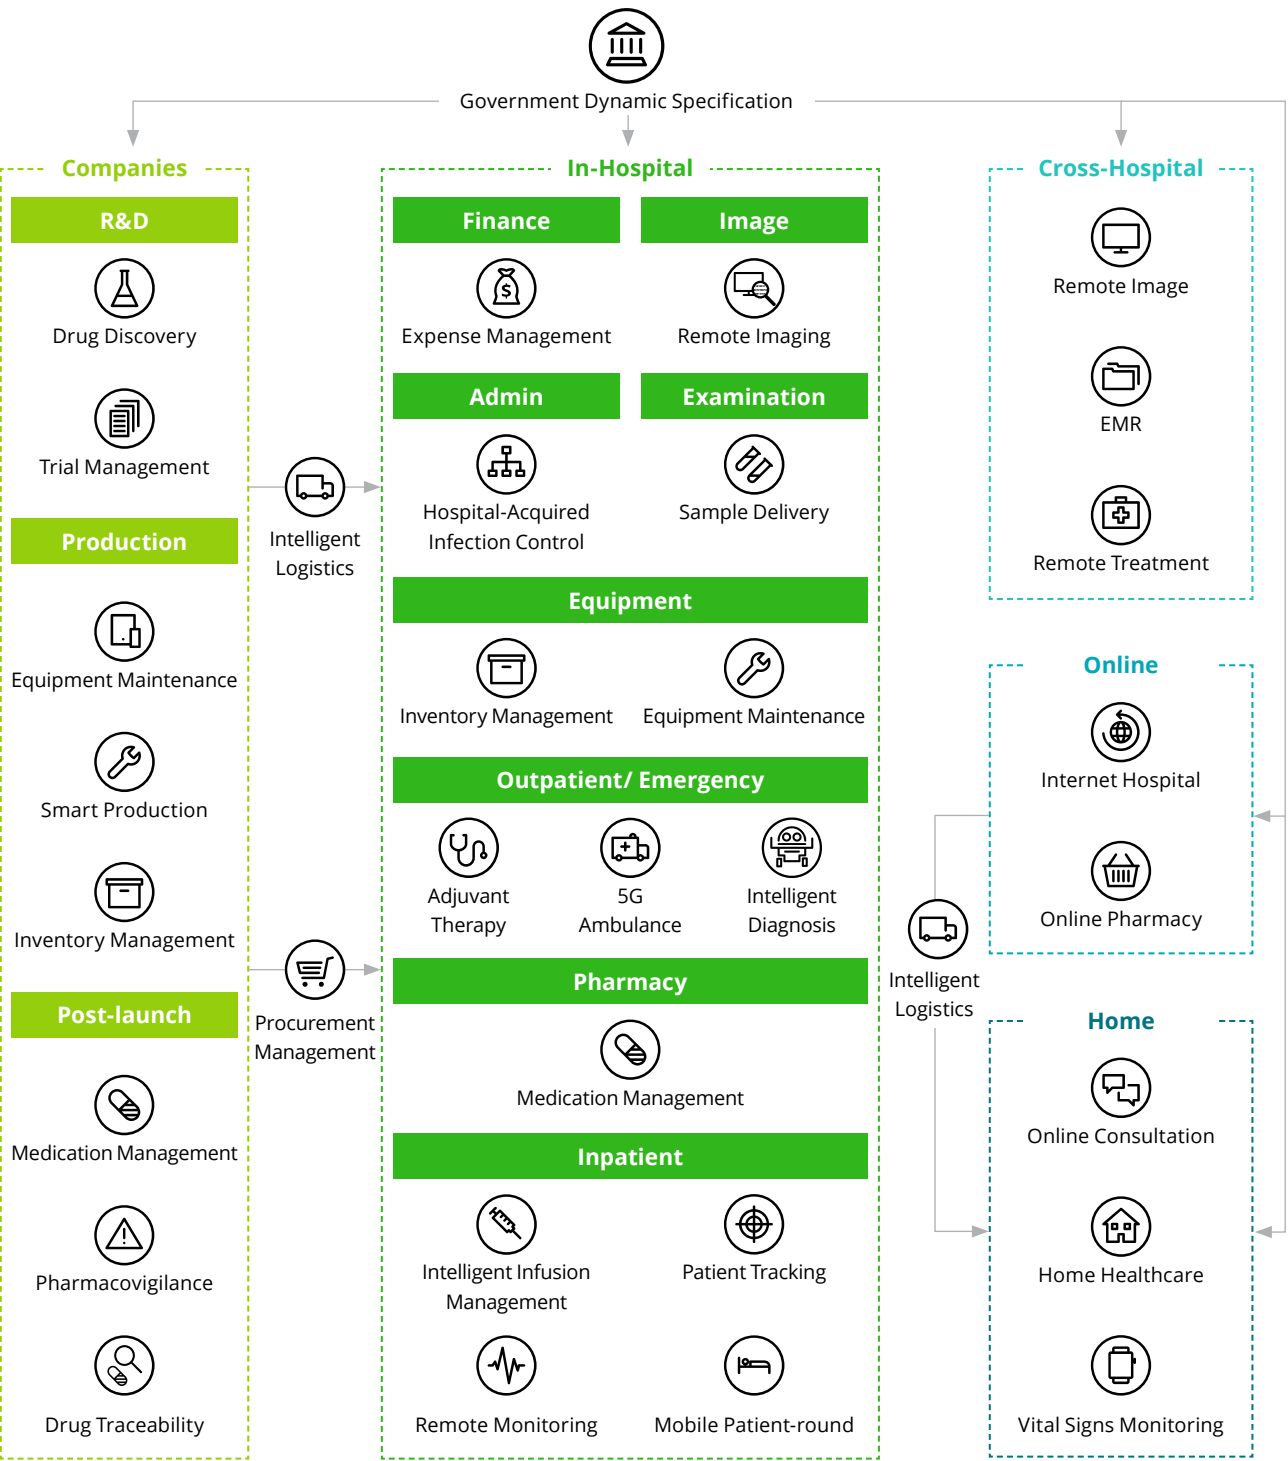 Government Dynamic Specification
Companies
R&D
Drug Discovery
Trial Management
Production
Equipment Maintenance
Smart Production
Inventory Management
Post-launch
Medication Management
Pharmacovigilance
Drug Traceability
Intelligent
Logistics
Procurement
Management
In-Hospital
Finance
Expense Management
Image
Remote Imaging
Admin
Hospital-Acquired
Infection Control
Examination
Sample Delivery
Equipment
Inventory Management
Equipment Maintenance
Outpatient/ Emergency
Adjuvant
Therapy
5G
Ambulance
Intelligent
Diagnosis
Pharmacy
Medication Management
Inpatient
Intelligent Infusion
Management
Patient Tracking
Remote Monitoring
Mobile Patient-round
Cross-Hospital
Remote Image
EMR
Remote Treatment
Online
Internet Hospital
Online Pharmacy
Intelligent
Logistics
Home
Online Consultation
Home Healthcare
Vital Signs Monitoring